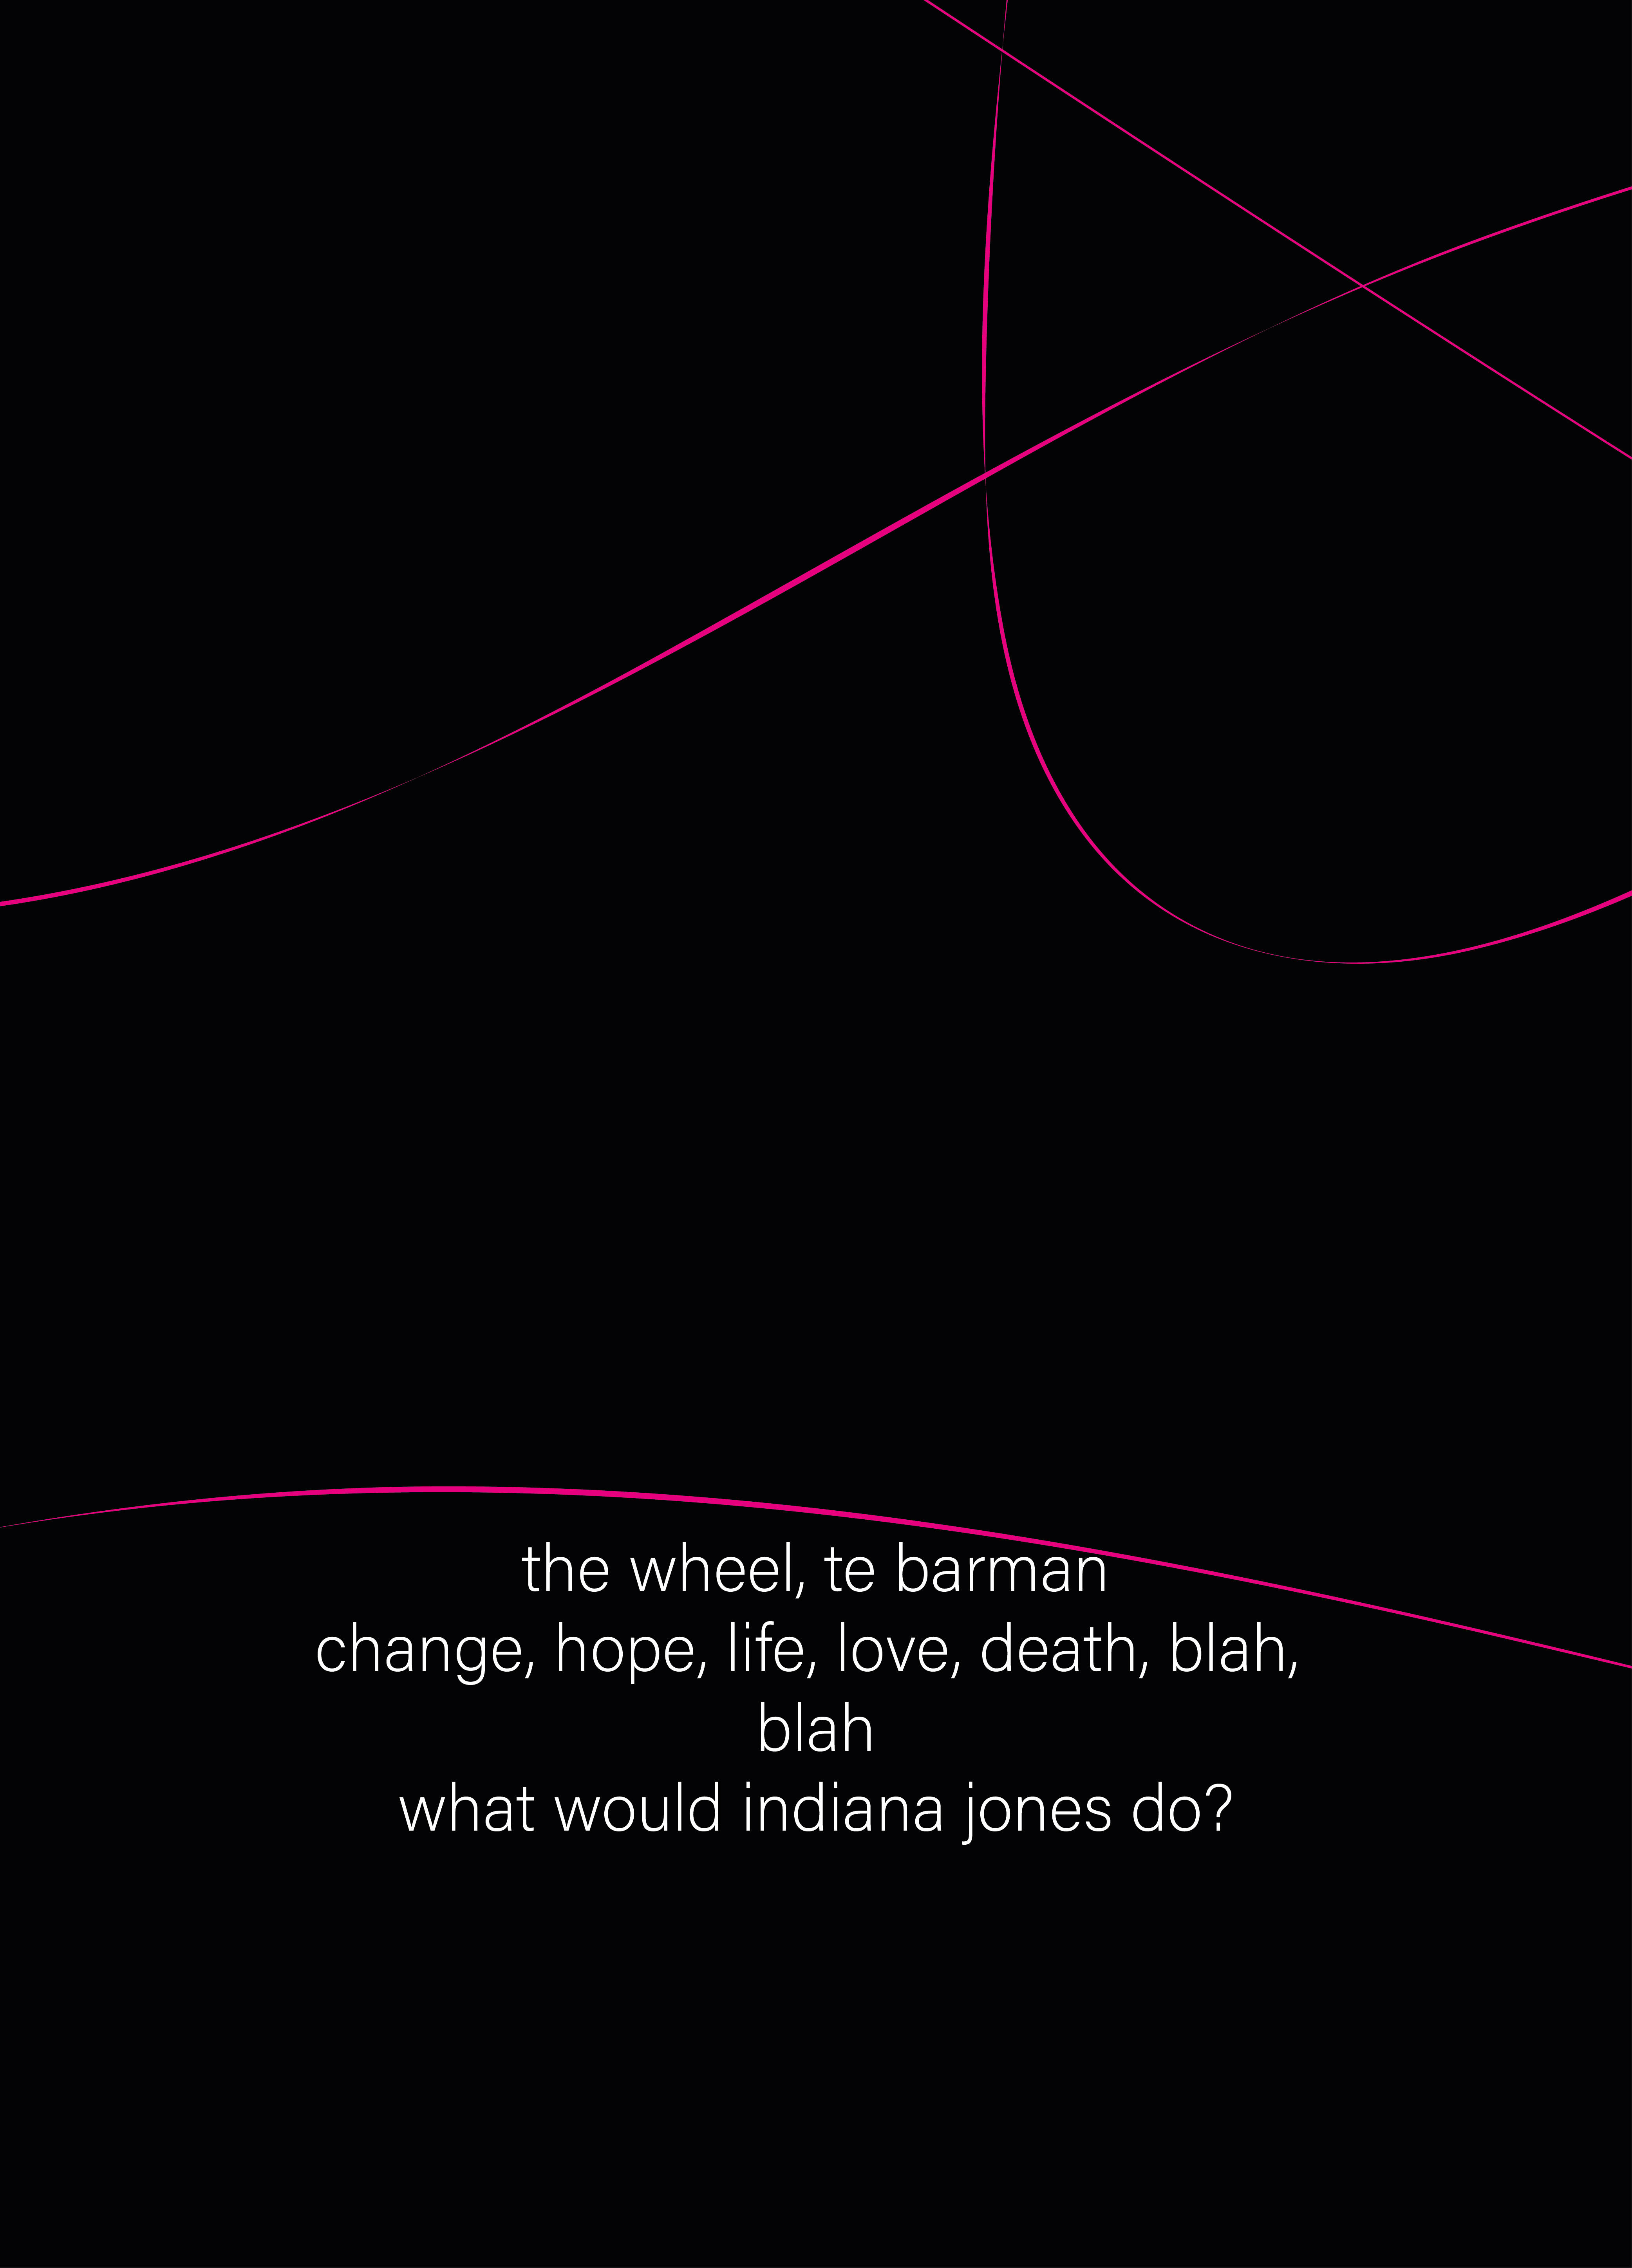 the wheel, te barman
change, hope, life, love, death, blah,
blah
what would indiana jones do?